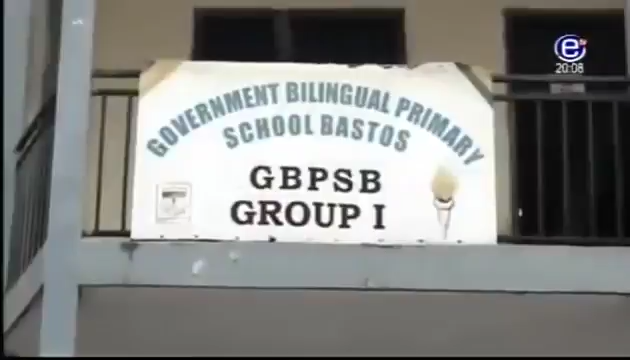 e
20:08
GOVERNMENT BILINGUAL PRIMARY
SCHOOL BASTOS
GBPSB
GROUP I